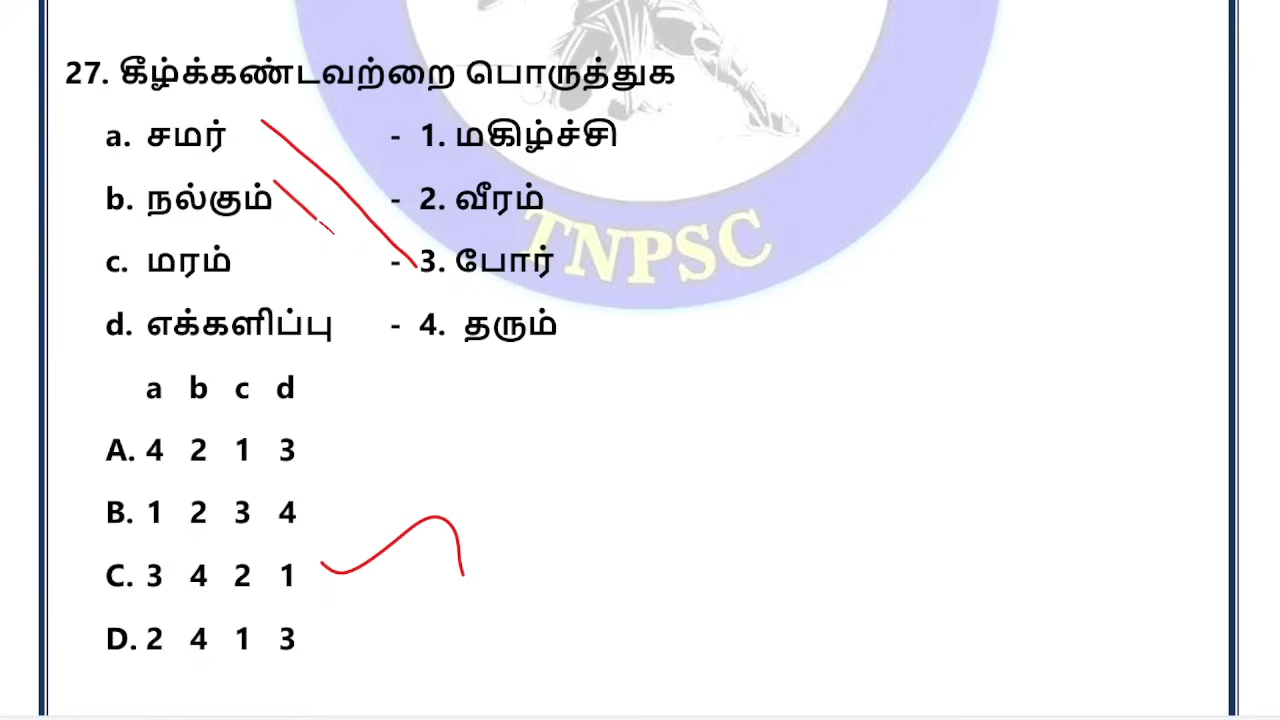 27. கீழ்க்கண்டவற்றை பொருத்துக
a. சமர் - 1. மகிழ்ச்சி
b. நல்கும் - 2. வீரம்
c. மரம் - 3. போர்
d. எக்களிப்பு - 4. தரும்
a b c d
A. 4 2 1 3
B. 1 2 3 4
C. 3 4 2 1
D. 2 4 1 3
TNPSC